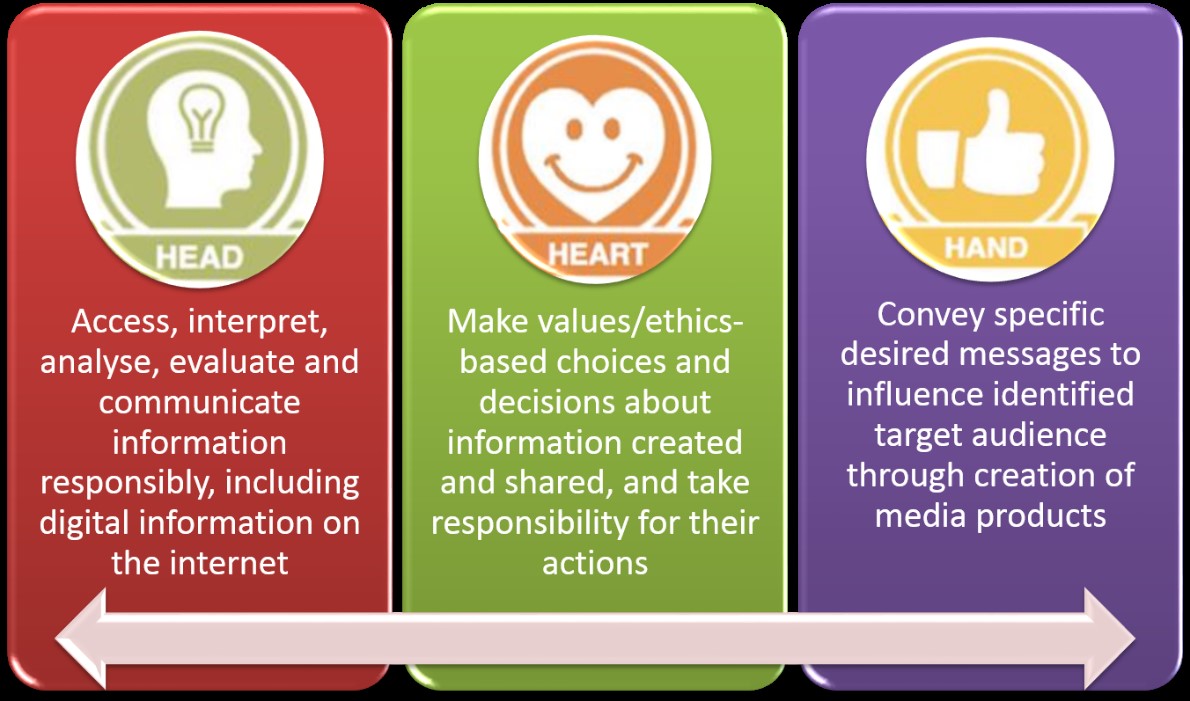 HEAD
Access, interpret,
analyse, evaluate and
communicate
information
responsibly, including
digital information on
the internet
HEART
Make values/ethics-
based choices and
decisions about
information created
and shared, and take
responsibility for their
actions
HAND
Convey specific
desired messages to
influence identified
target audience
through creation of
media products